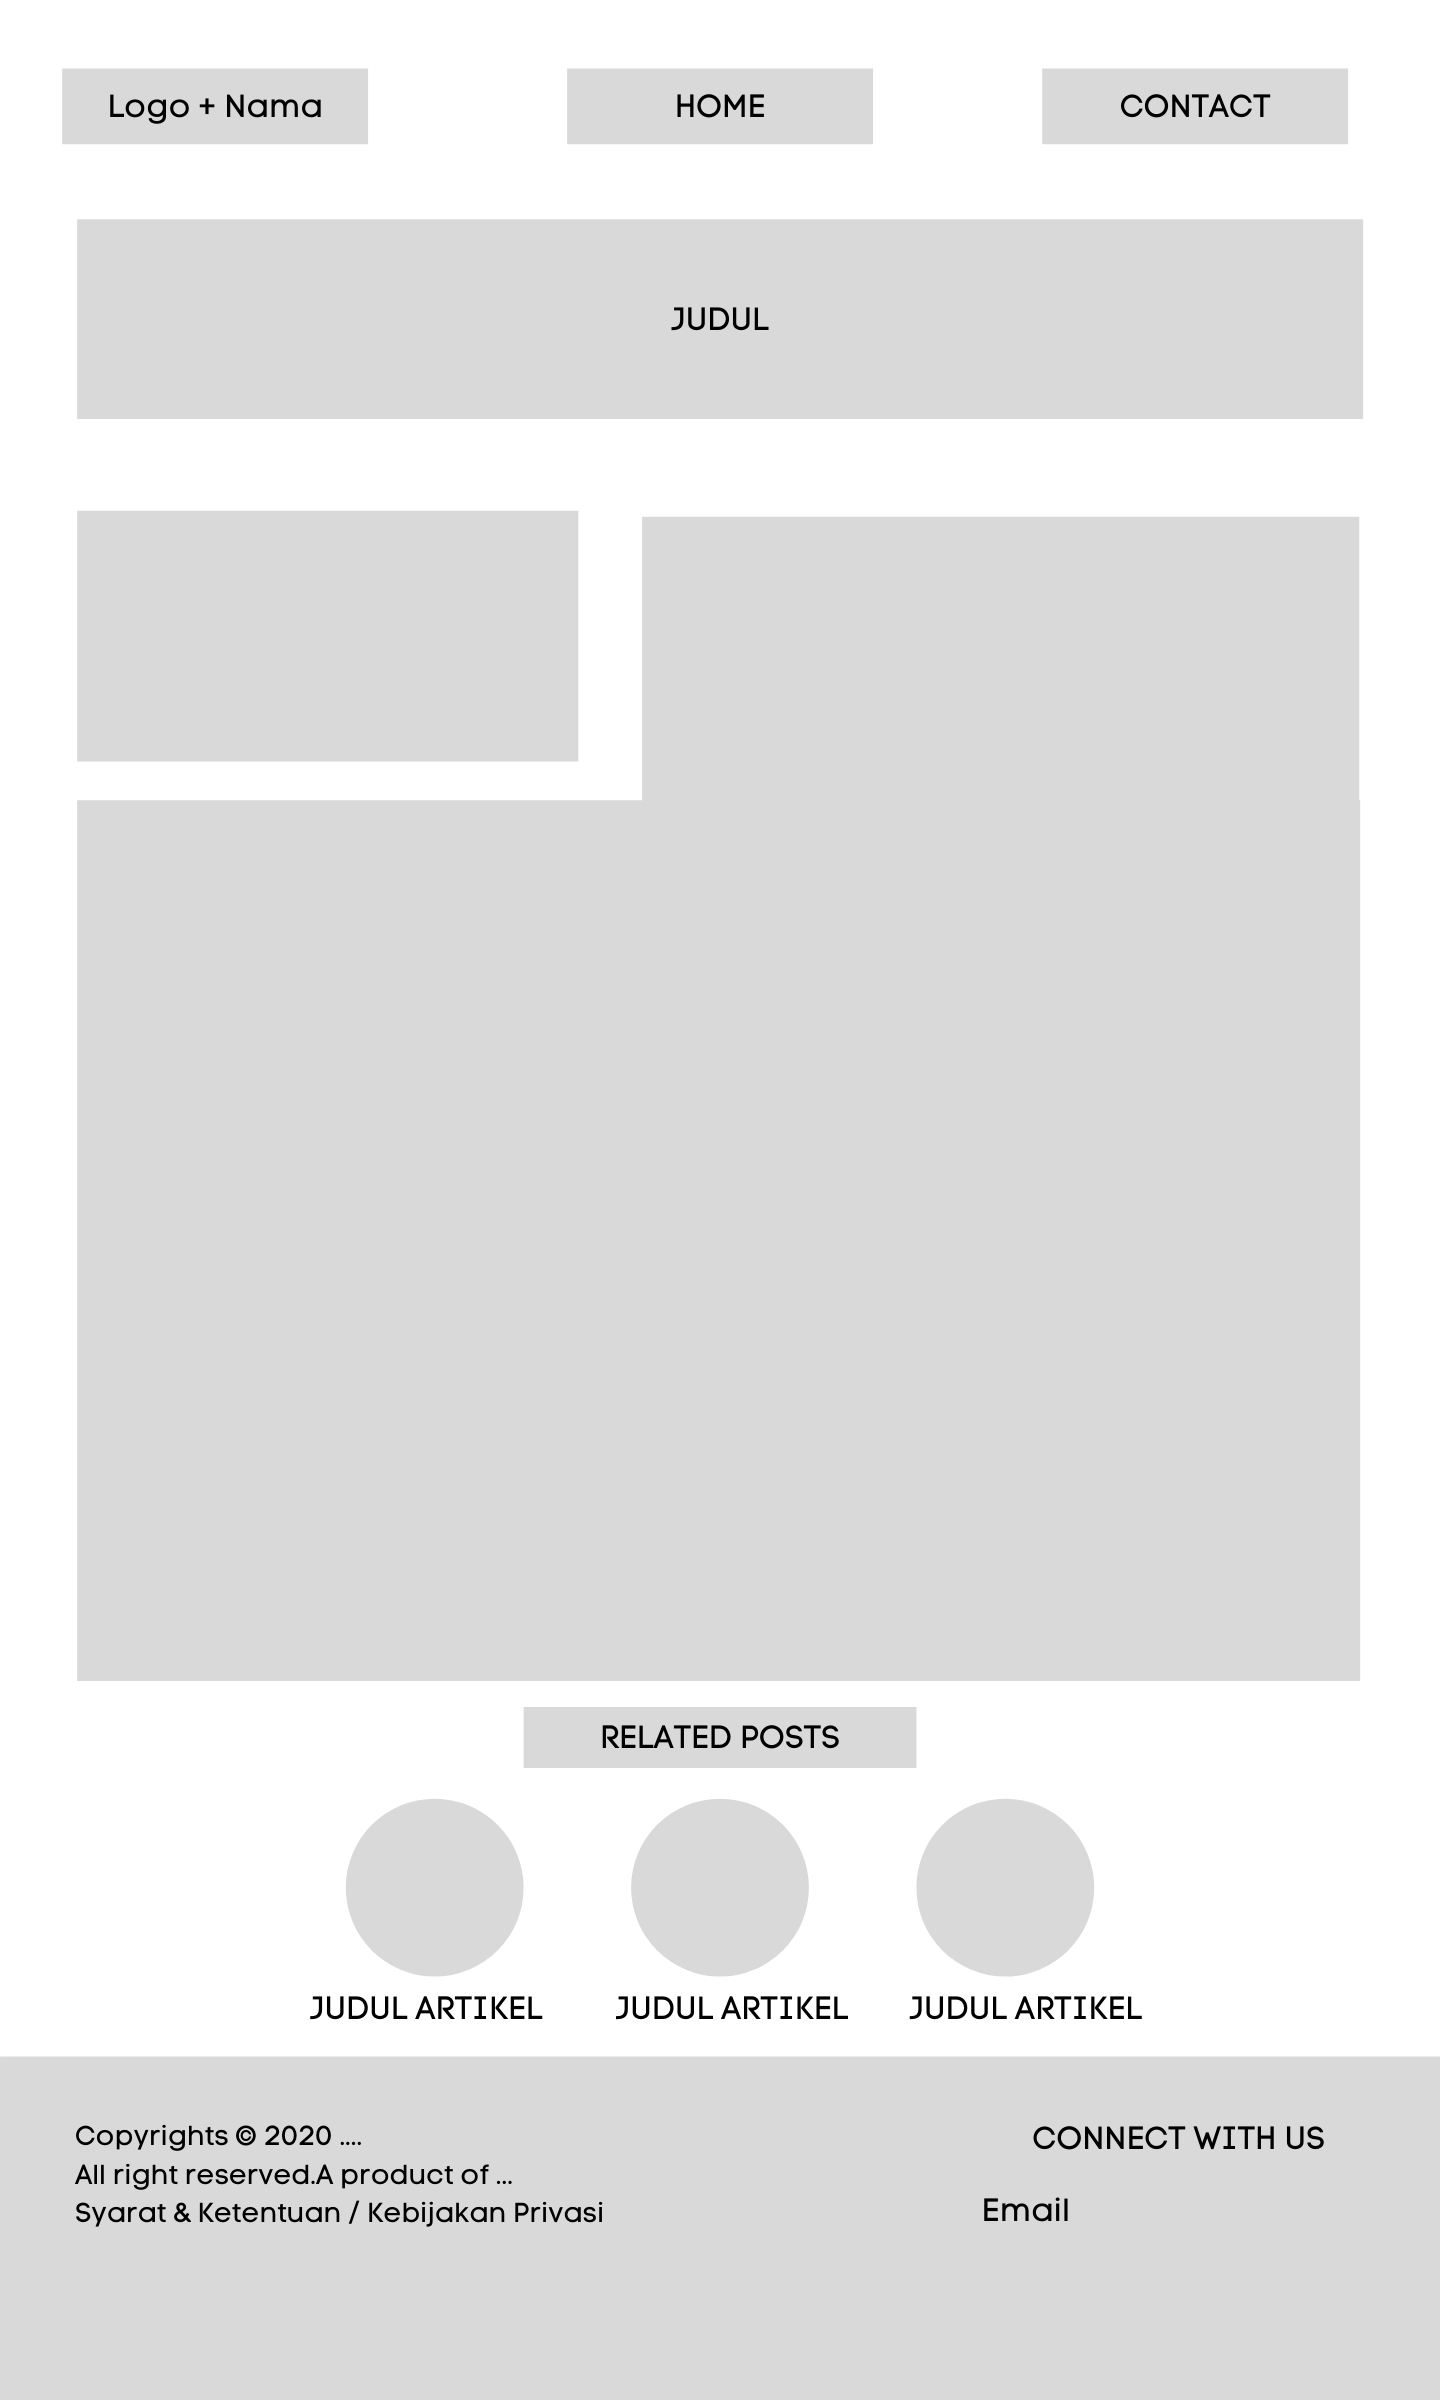 Logo + Nama
HOME
CONTACT
JUDUL
RELATED POSTS
JUDUL ARTIKEL
JUDUL ARTIKEL
JUDUL ARTIKEL
Copyrights © 2020 ....
All right reserved.A product of ...
Syarat & Ketentuan / Kebijakan Privasi
CONNECT WITH US
Email